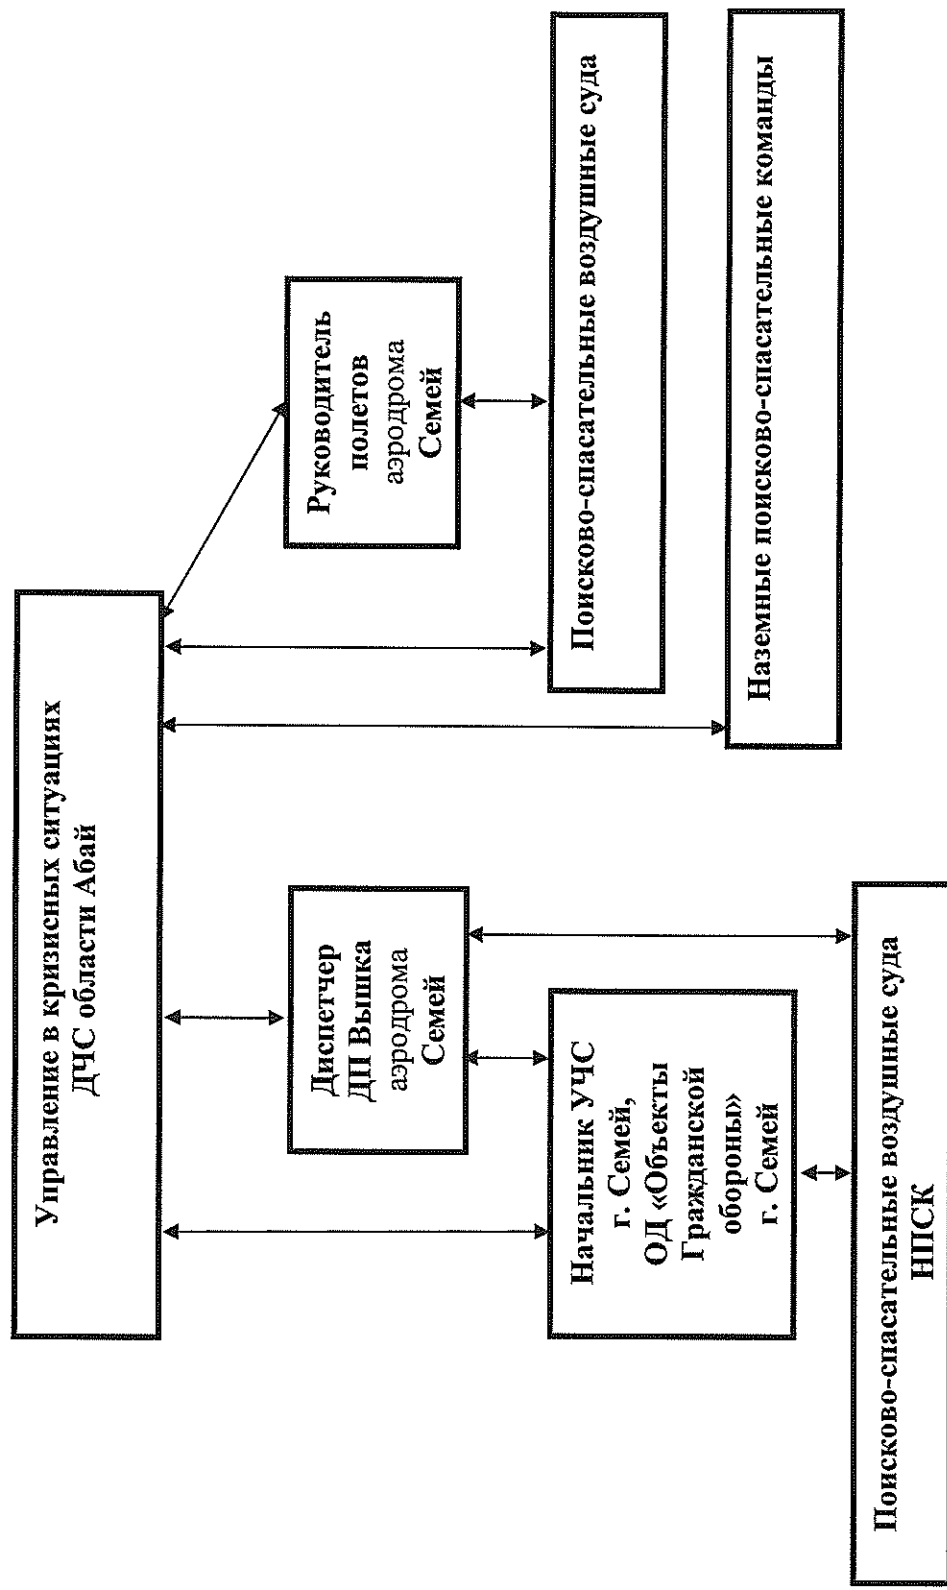 Управление в кризисных ситуациях
ДЧС области Абай
Диспетчер
ДП Вышка
аэродрома
Семей
Руководитель
полетов
аэродрома
Семей
Начальник УЧС
г. Семей,
ОД «Объекты
Гражданской
обороны»
г. Семей
Поисково-спасательные воздушные суда
Наземные поисково-спасательные команды
Поисково-спасательные воздушные суда
НПСК